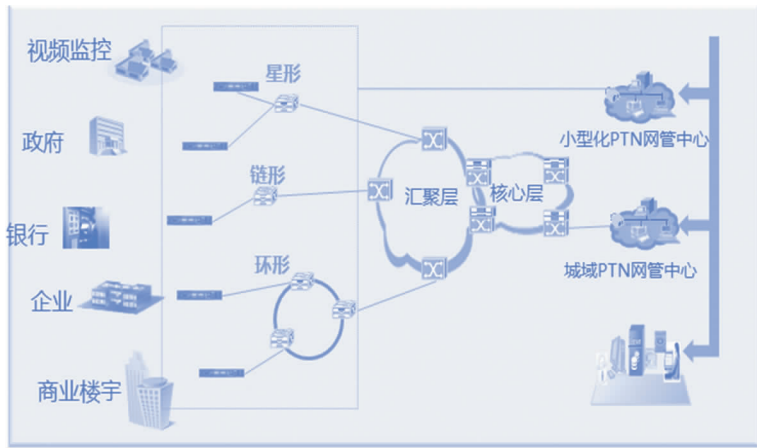 视频监控
政府
银行
企业
商业楼宇
星形
链形
环形
汇聚层
核心层
小型化PTN网管中心
城域PTN网管中心